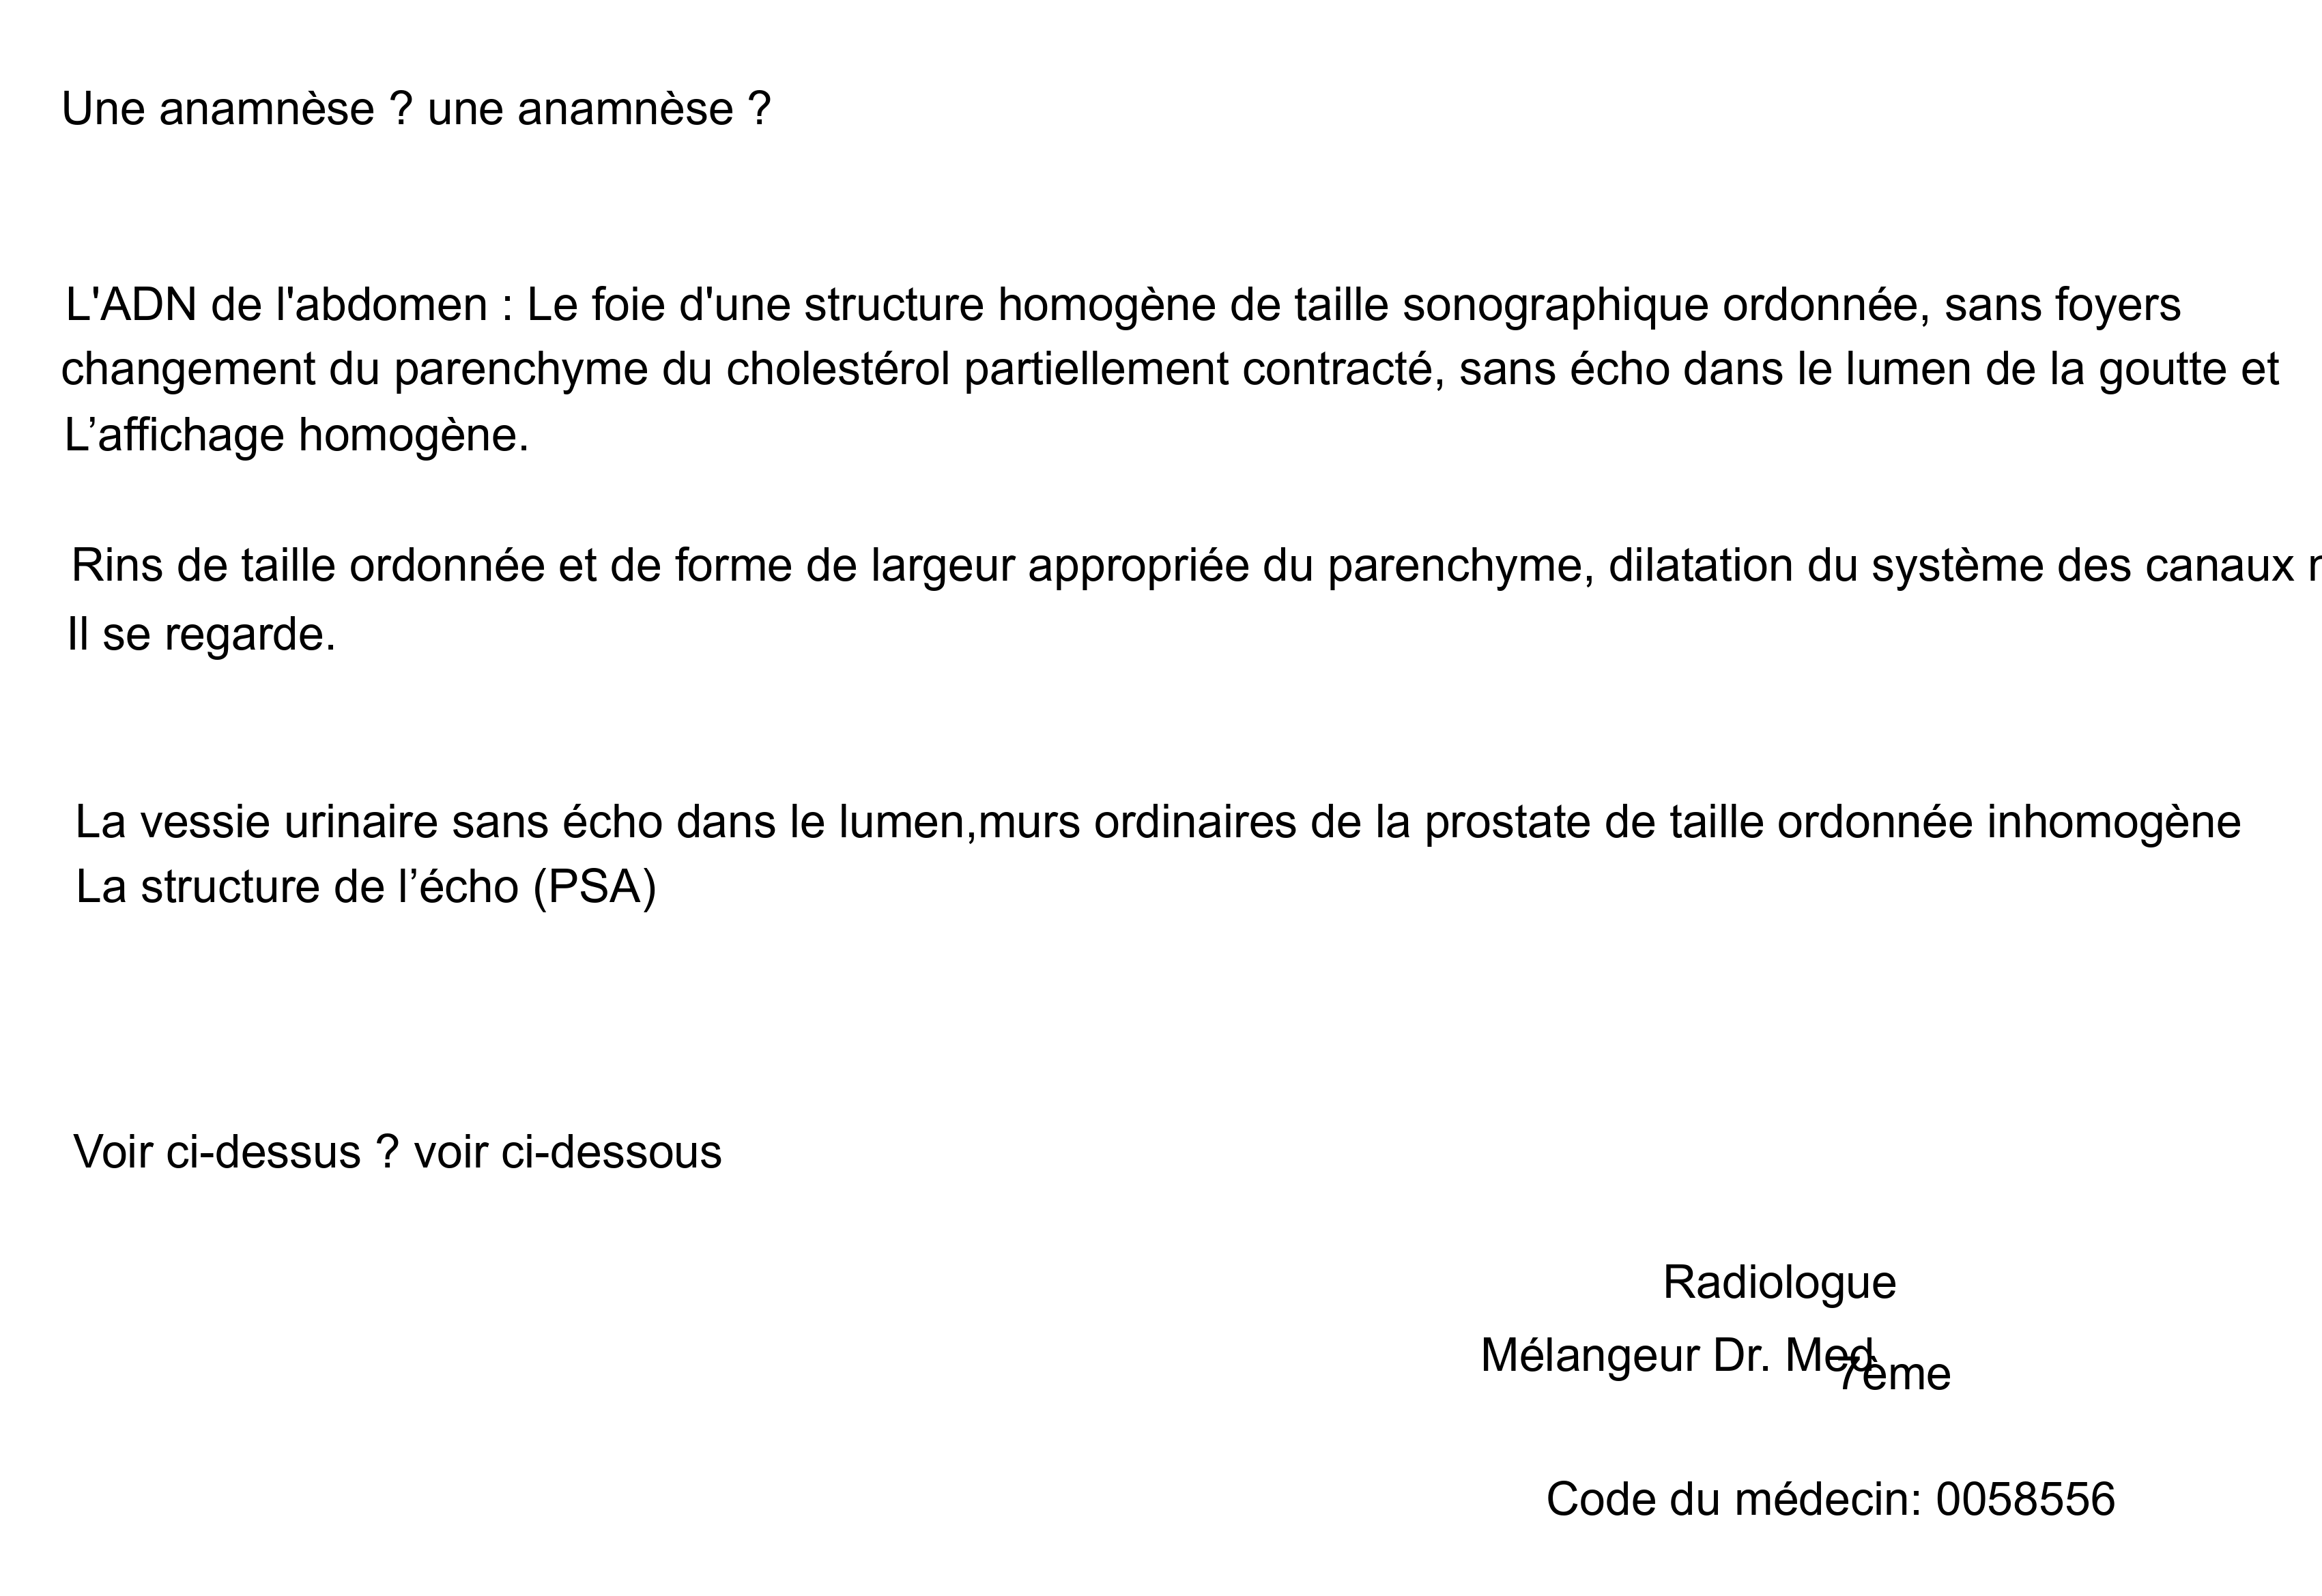 Une anamnèse ? une anamnèse ?
L'ADN de l'abdomen : Le foie d'une structure homogène de taille sonographique ordonnée, sans foyers
changement du parenchyme du cholestérol partiellement contracté, sans écho dans le lumen de la goutte et
L’affichage homogène.
Rins de taille ordonnée et de forme de largeur appropriée du parenchyme, dilatation du système des canaux
Il se regarde.
La vessie urinaire sans écho dans le lumen,murs ordinaires de la prostate de taille ordonnée inhomogène
La structure de l’écho (PSA)
Voir ci-dessus ? voir ci-dessous
Radiologue
Mélangeur Dr. Med
7ème
Code du médecin: 0058556